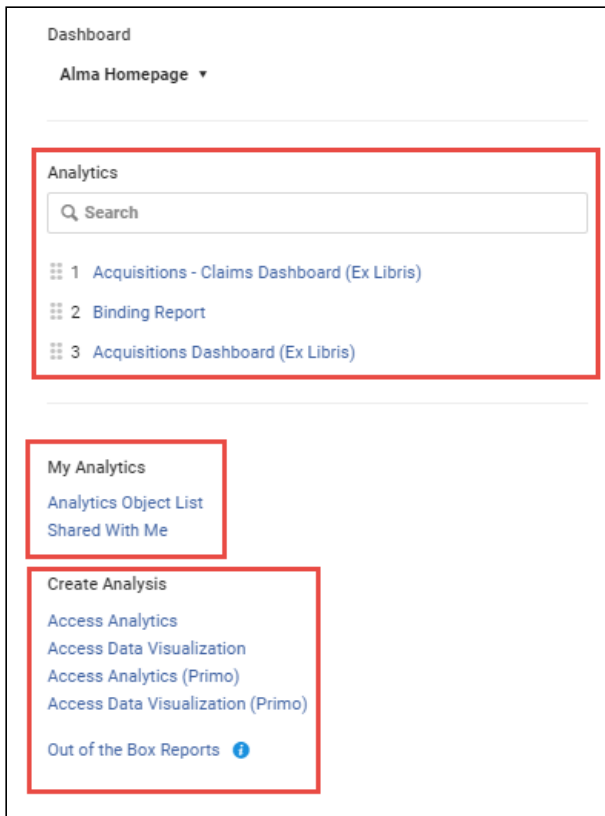 Dashboard
Alma Homepage
Analytics
Search
1 Acquisitions - Claims Dashboard (Ex Libris)
2 Binding Report
3 Acquisitions Dashboard (Ex Libris)
My Analytics
Analytics Object List
Shared With Me
Create Analysis
Access Analytics
Access Data Visualization
Access Analytics (Primo)
Access Data Visualization (Primo)
Out of the Box Reports i